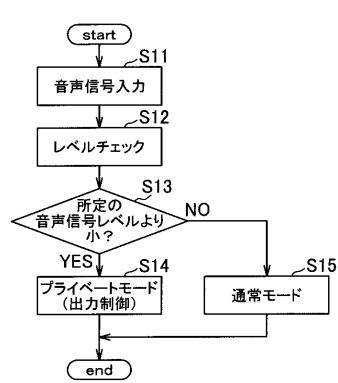 start
S11
音声信号入力
S12
レベルチェック
S13
所定の
音声信号レベルより
小?
NO
YES
S14
プライベートモード
(出力制御)
S15
通常モード
end